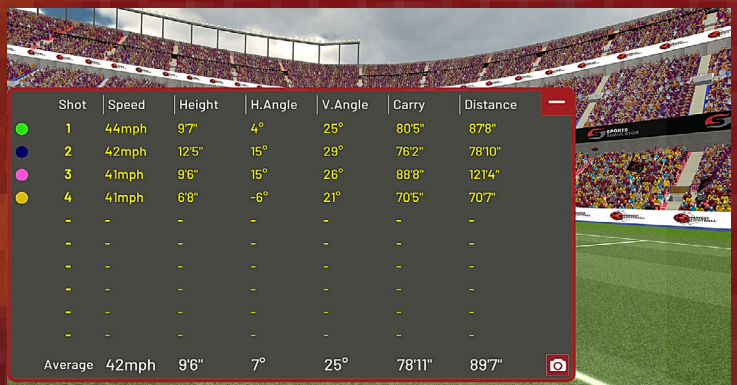 Shot Speed Height H.Angle V.Angle Carry Distance
1 44mph 9'7" 4° 25° 80'5" 87'8"
2 42mph 12'5" 15° 29° 76'2" 78'10"
3 41mph 9'6" 15° 26° 88'8" 121'4"
4 41mph 6'8" -6° 21° 70'5" 70'7"
- - - - - - -
- - - - - - -
- - - - - - -
- - - - - - -
- - - - - - -
- - - - - - -
Average 42mph 9'6" 7° 25° 78'11" 89'7"
SPORTS
SIMULATOR